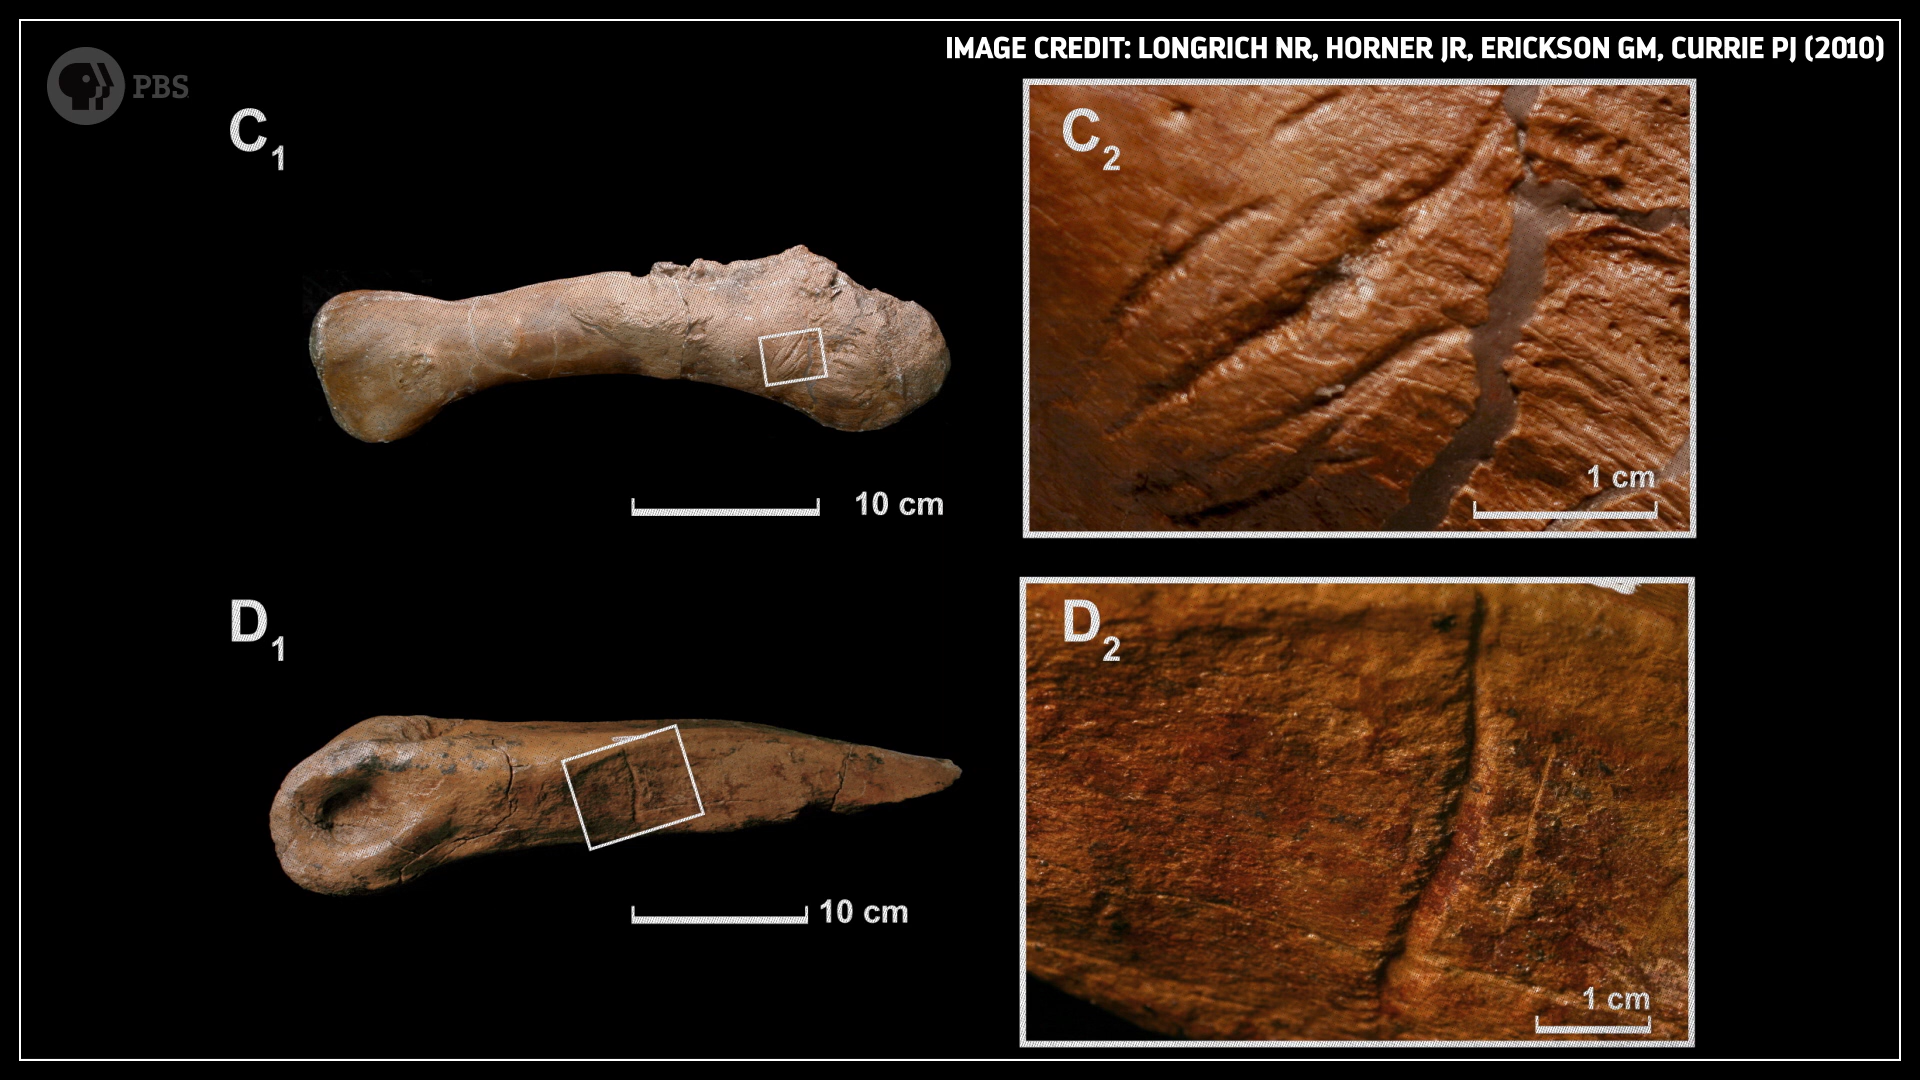 IMAGE CREDIT: LONGRICH NR, HORNER JR, ERICKSON GM, CURRIE PJ (2010)
PBS
C1
C2
10 cm
1 cm
D1
D2
10 cm
1 cm